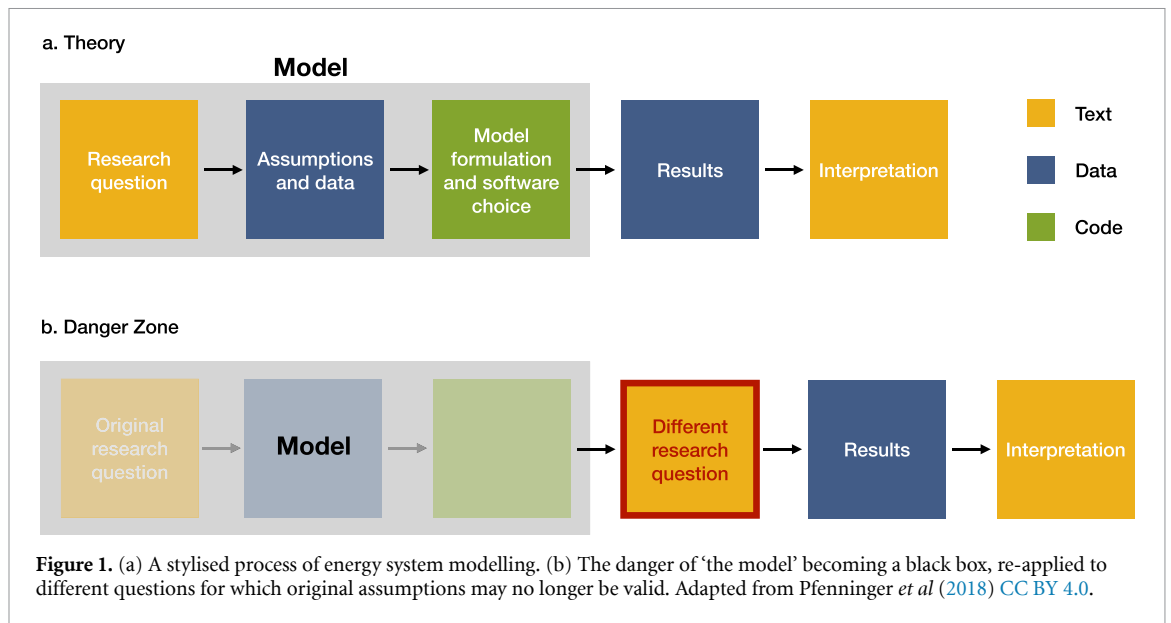 a. Theory
Model
Research
question
Assumptions
and data
Model
formulation
and software
choice
Results
Interpretation
Text
Data
Code
b. Danger Zone
Original
research
question
Model
Different
research
question
Results
Interpretation
Figure 1. (a) A stylised process of energy system modelling. (b) The danger of ‘the model’ becoming a black box, re-applied to
different questions for which original assumptions may no longer be valid. Adapted from Pfenninger et al (2018) CC BY 4.0.